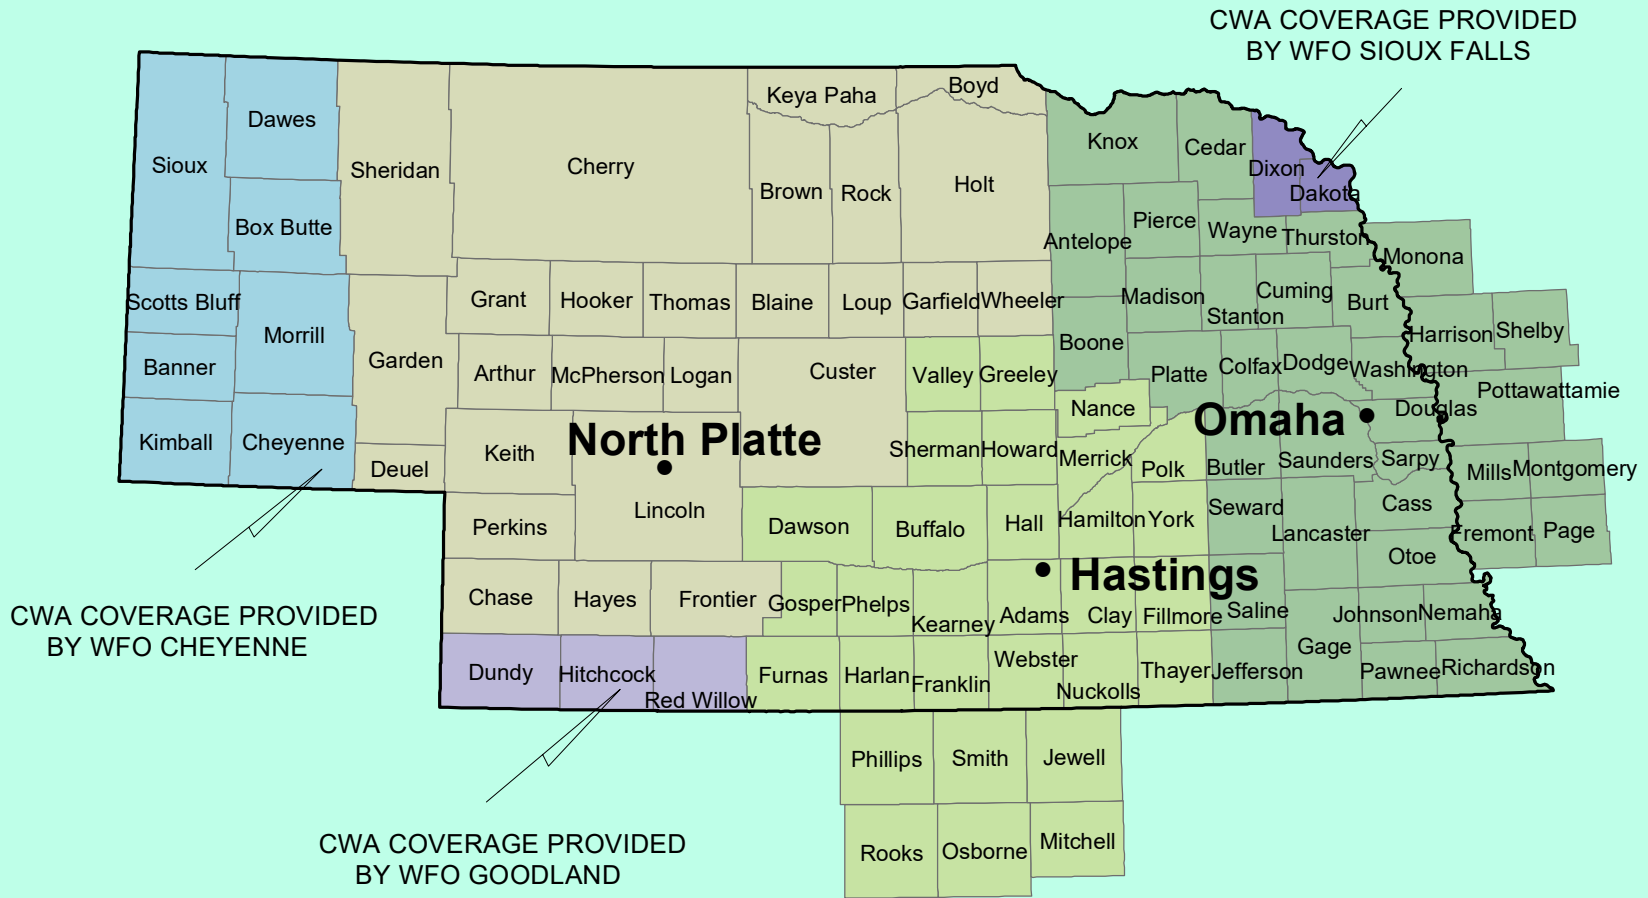 CWA COVERAGE PROVIDED
BY WFO SIOUX FALLS
Boyd
Keya Paha
Dawes
Knox
Cedar
Sioux
Sheridan
Cherry
Dixon
Brown
Rock
Holt
Dakota
Box Butte
Pierce
Wayne
Thurston
Antelope
Monona
Scotts Bluff
Grant
Hooker
Thomas
Blaine
Loup
Garfield
Wheeler
Madison
Cuming
Burt
Stanton
Morrill
Harrison
Shelby
Boone
Banner
Garden
Arthur
McPherson
Logan
Custer
Valley
Greeley
Platte
Colfax
Dodge
Washington
Pottawattamie
Nance
Omaha
Douglas
Kimball
Cheyenne
North Platte
Keith
Sherman
Howard
Merrick
Polk
Butler
Saunders
Sarpy
Deuel
Mills
Montgomery
Lincoln
Perkins
Dawson
Buffalo
Hall
Hamilton
York
Seward
Cass
Lancaster
Fremont
Page
Otoe
Hastings
CWA COVERAGE PROVIDED
BY WFO CHEYENNE
Chase
Hayes
Frontier
Gosper
Phelps
Kearney
Adams
Clay
Fillmore
Saline
Johnson
Nemaha
Gage
Dundy
Hitchcock
Red Willow
Furnas
Harlan
Franklin
Webster
Nuckolls
Thayer
Jefferson
Pawnee
Richardson
Phillips
Smith
Jewell
CWA COVERAGE PROVIDED
BY WFO GOODLAND
Rooks
Osborne
Mitchell